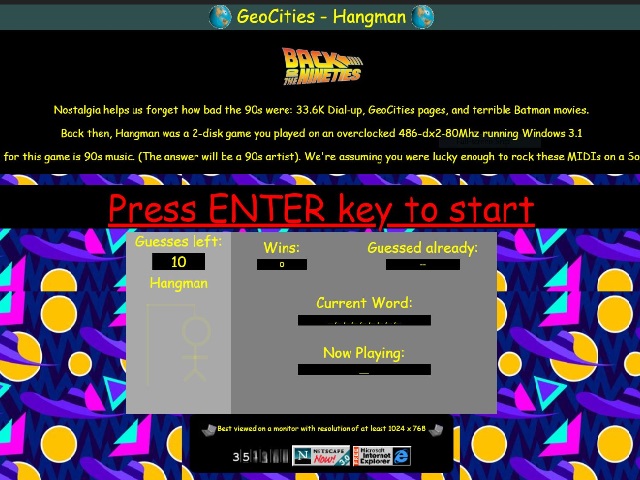 GeoCities - Hangman
BACK TO THE NINETIES
Nostalgia helps us forget how bad the 90s were: 33.6K Dial-up, GeoCities pages, and terrible Batman movies.
Back then, Hangman was a 2-disk game you played on an overclocked 486-dx2-80Mhz running Windows 3.1
for this game is 90s music. (The answer will be a 90s artist). We're assuming you were lucky enough to rock these MIDIs on a So
Press ENTER key to start
Guesses left:
Wins:
Guessed already:
10
0
--
Hangman
Current Word:
Now Playing:
Best viewed on a monitor with resolution of at least 1024 x 768
N NETSCAPE NOW! Microsoft Internet Explorer